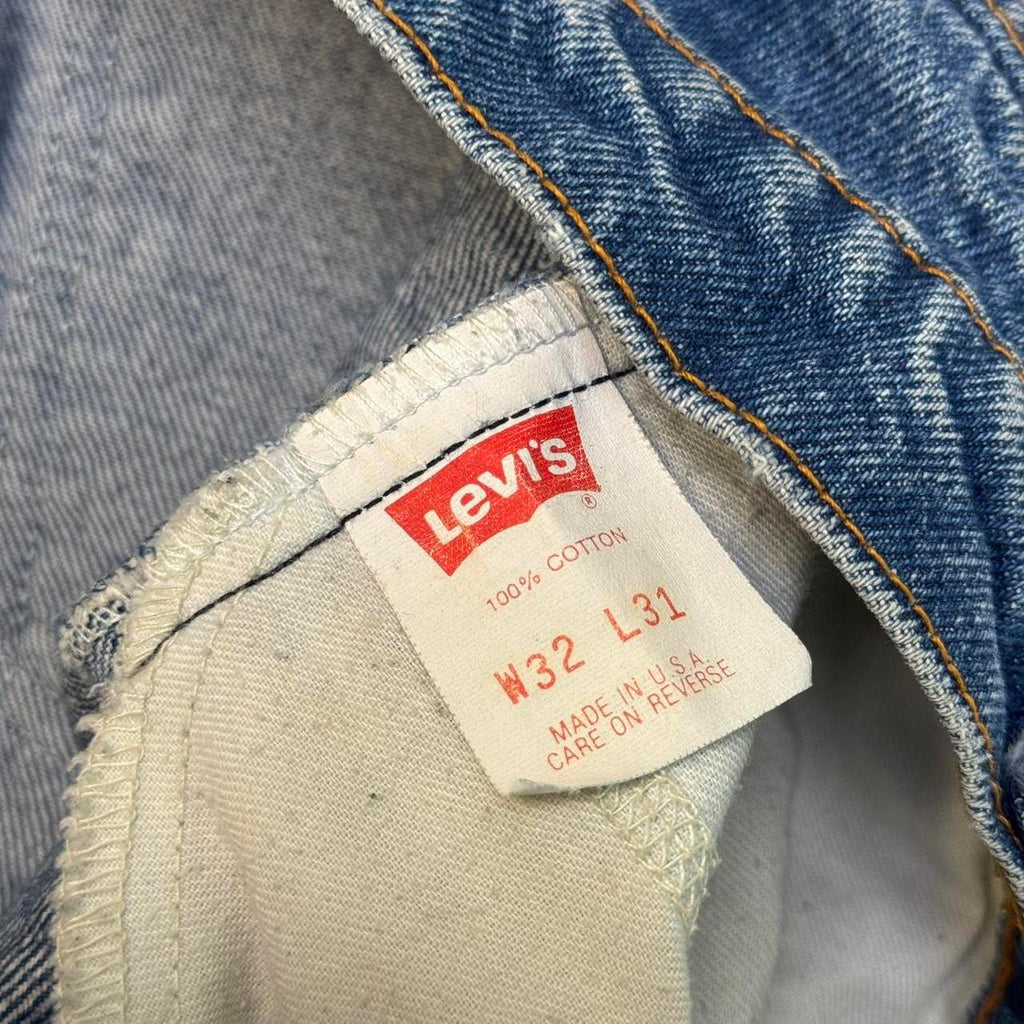 Levi's ®
100% COTTON
W32 L31
MADE IN U.S.A.
CARE ON REVERSE